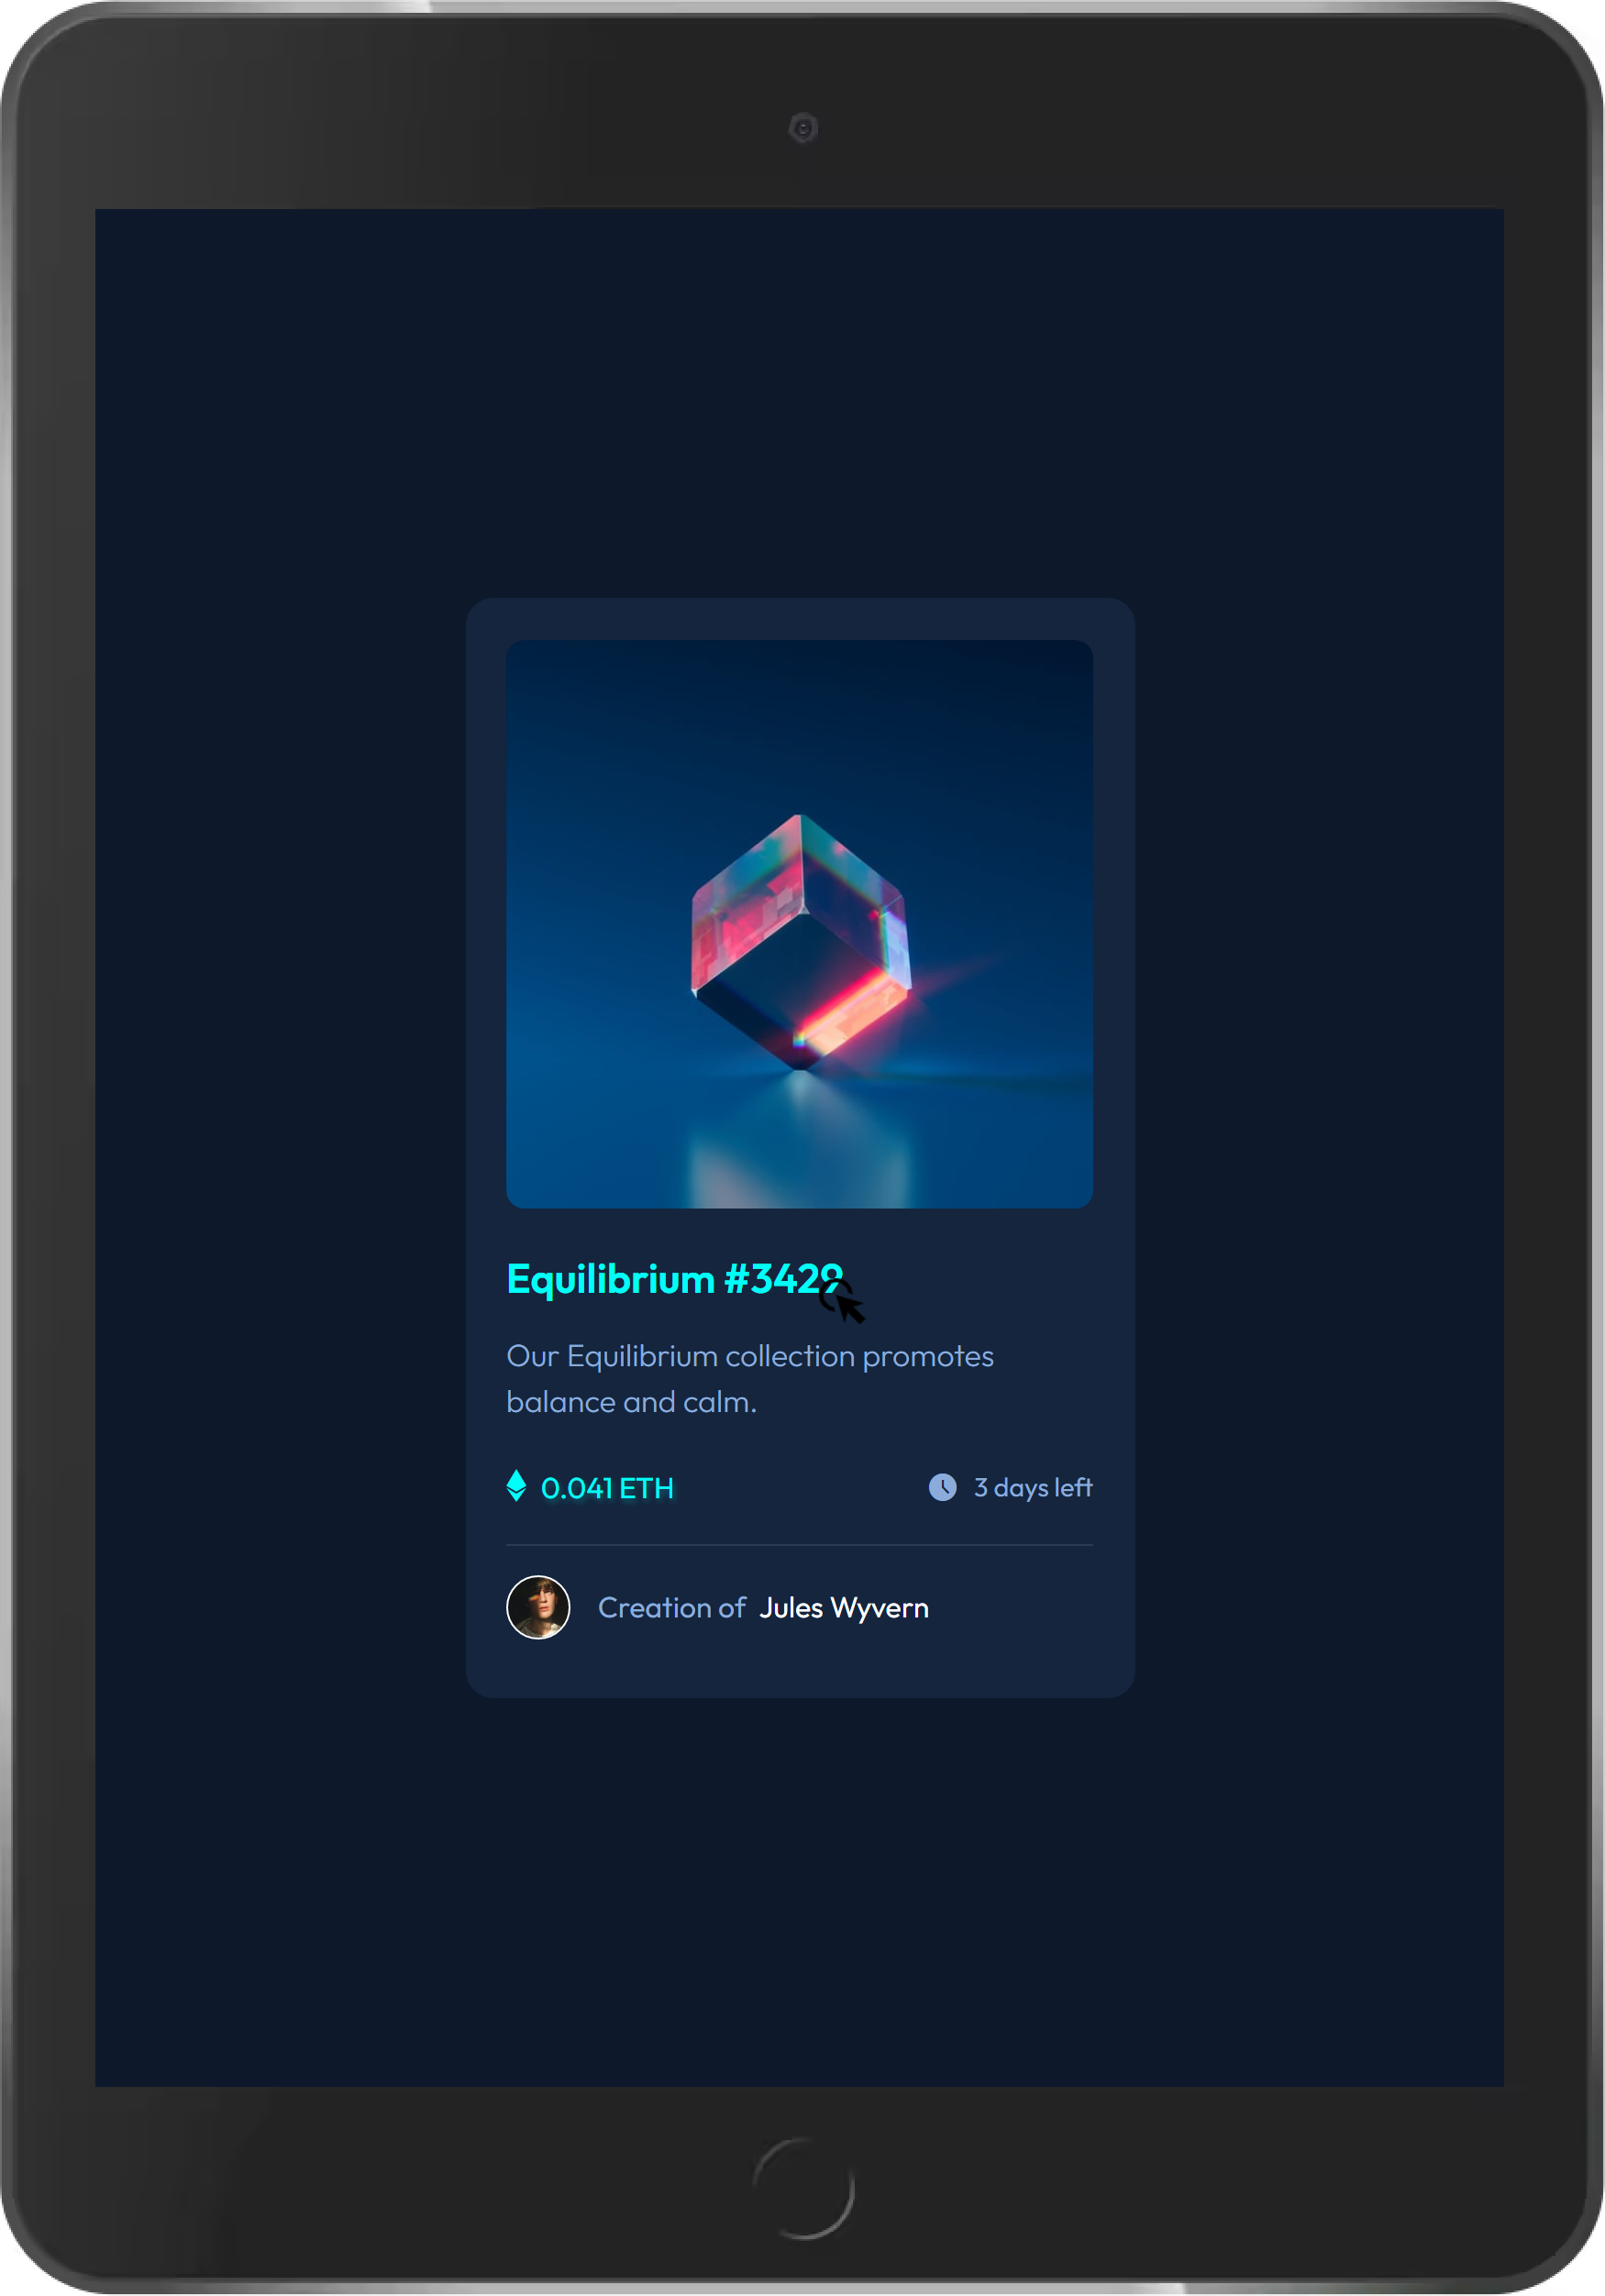 Equilibrium #3429
Our Equilibrium collection promotes
balance and calm.
0.041 ETH
3 days left
Creation of Jules Wyvern